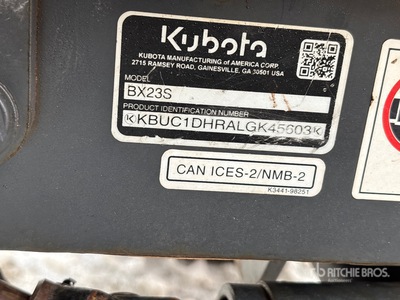 Kubota
KUBOTA MANUFACTURING of AMERICA CORP.
2715 RAMSEY ROAD, GAINESVILLE, GA 30501 USA
MODEL
BX23S
PRODUCT IDENTIFICATION NUMBER
KBUC1DHRALGK45603
CAN ICES-2/NMB-2
K3441-98251
RITCHIE BROS.
Auctioneers